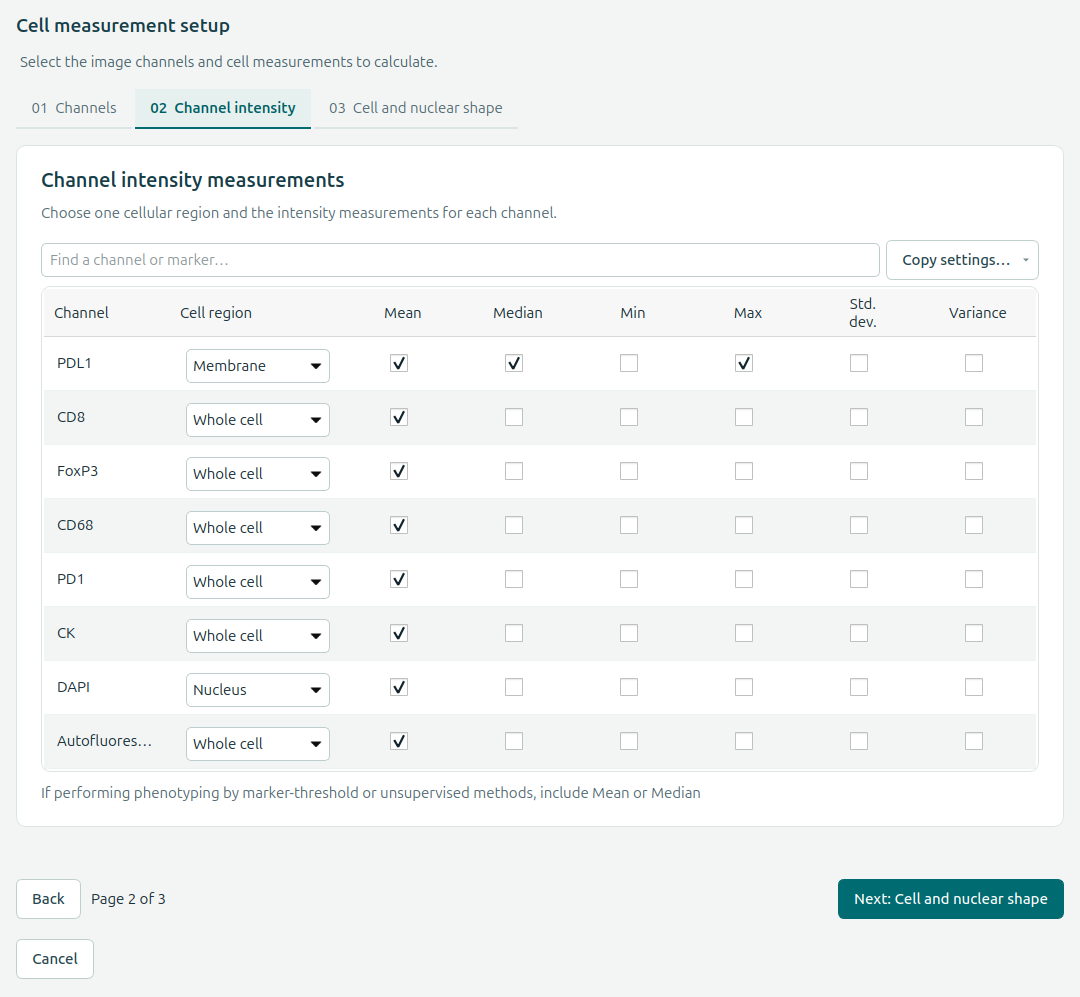 Cell measurement setup
Select the image channels and cell measurements to calculate.
01 Channels 02 Channel intensity 03 Cell and nuclear shape
Channel intensity measurements
Choose one cellular region and the intensity measurements for each channel.
Find a channel or marker...
Copy settings...
Channel Cell region Mean Median Min Max Std. dev. Variance
PDL1 Membrane
CD8 Whole cell
FoxP3 Whole cell
CD68 Whole cell
PD1 Whole cell
CK Whole cell
DAPI Nucleus
Autofluores... Whole cell
If performing phenotyping by marker-threshold or unsupervised methods, include Mean or Median
Back Page 2 of 3 Next: Cell and nuclear shape
Cancel